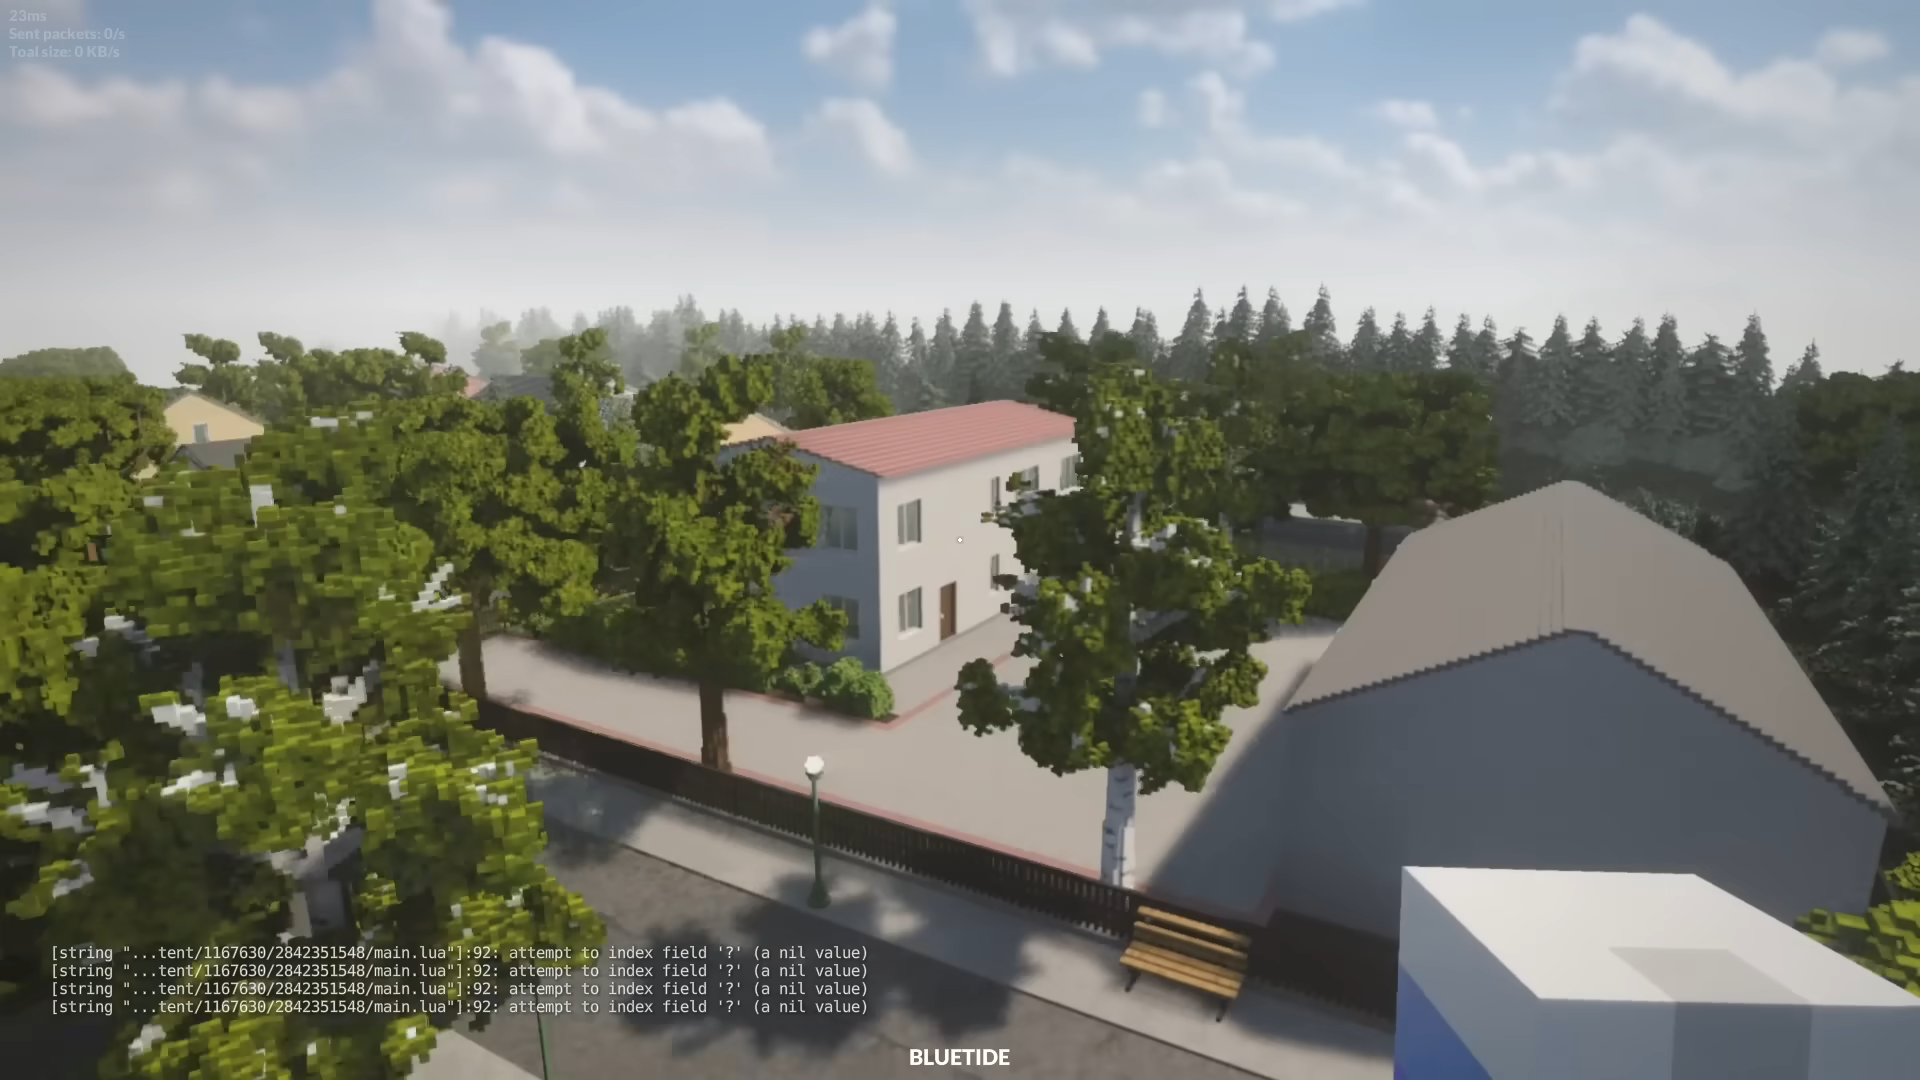 23ms
Sent packets: 0/s
Toal size: 0 KB/s
[string "...tent/1167630/2842351548/main.lua"]:92: attempt to index field '?' (a nil value)
[string "...tent/1167630/2842351548/main.lua"]:92: attempt to index field '?' (a nil value)
[string "...tent/1167630/2842351548/main.lua"]:92: attempt to index field '?' (a nil value)
[string "...tent/1167630/2842351548/main.lua"]:92: attempt to index field '?' (a nil value)
BLUETIDE